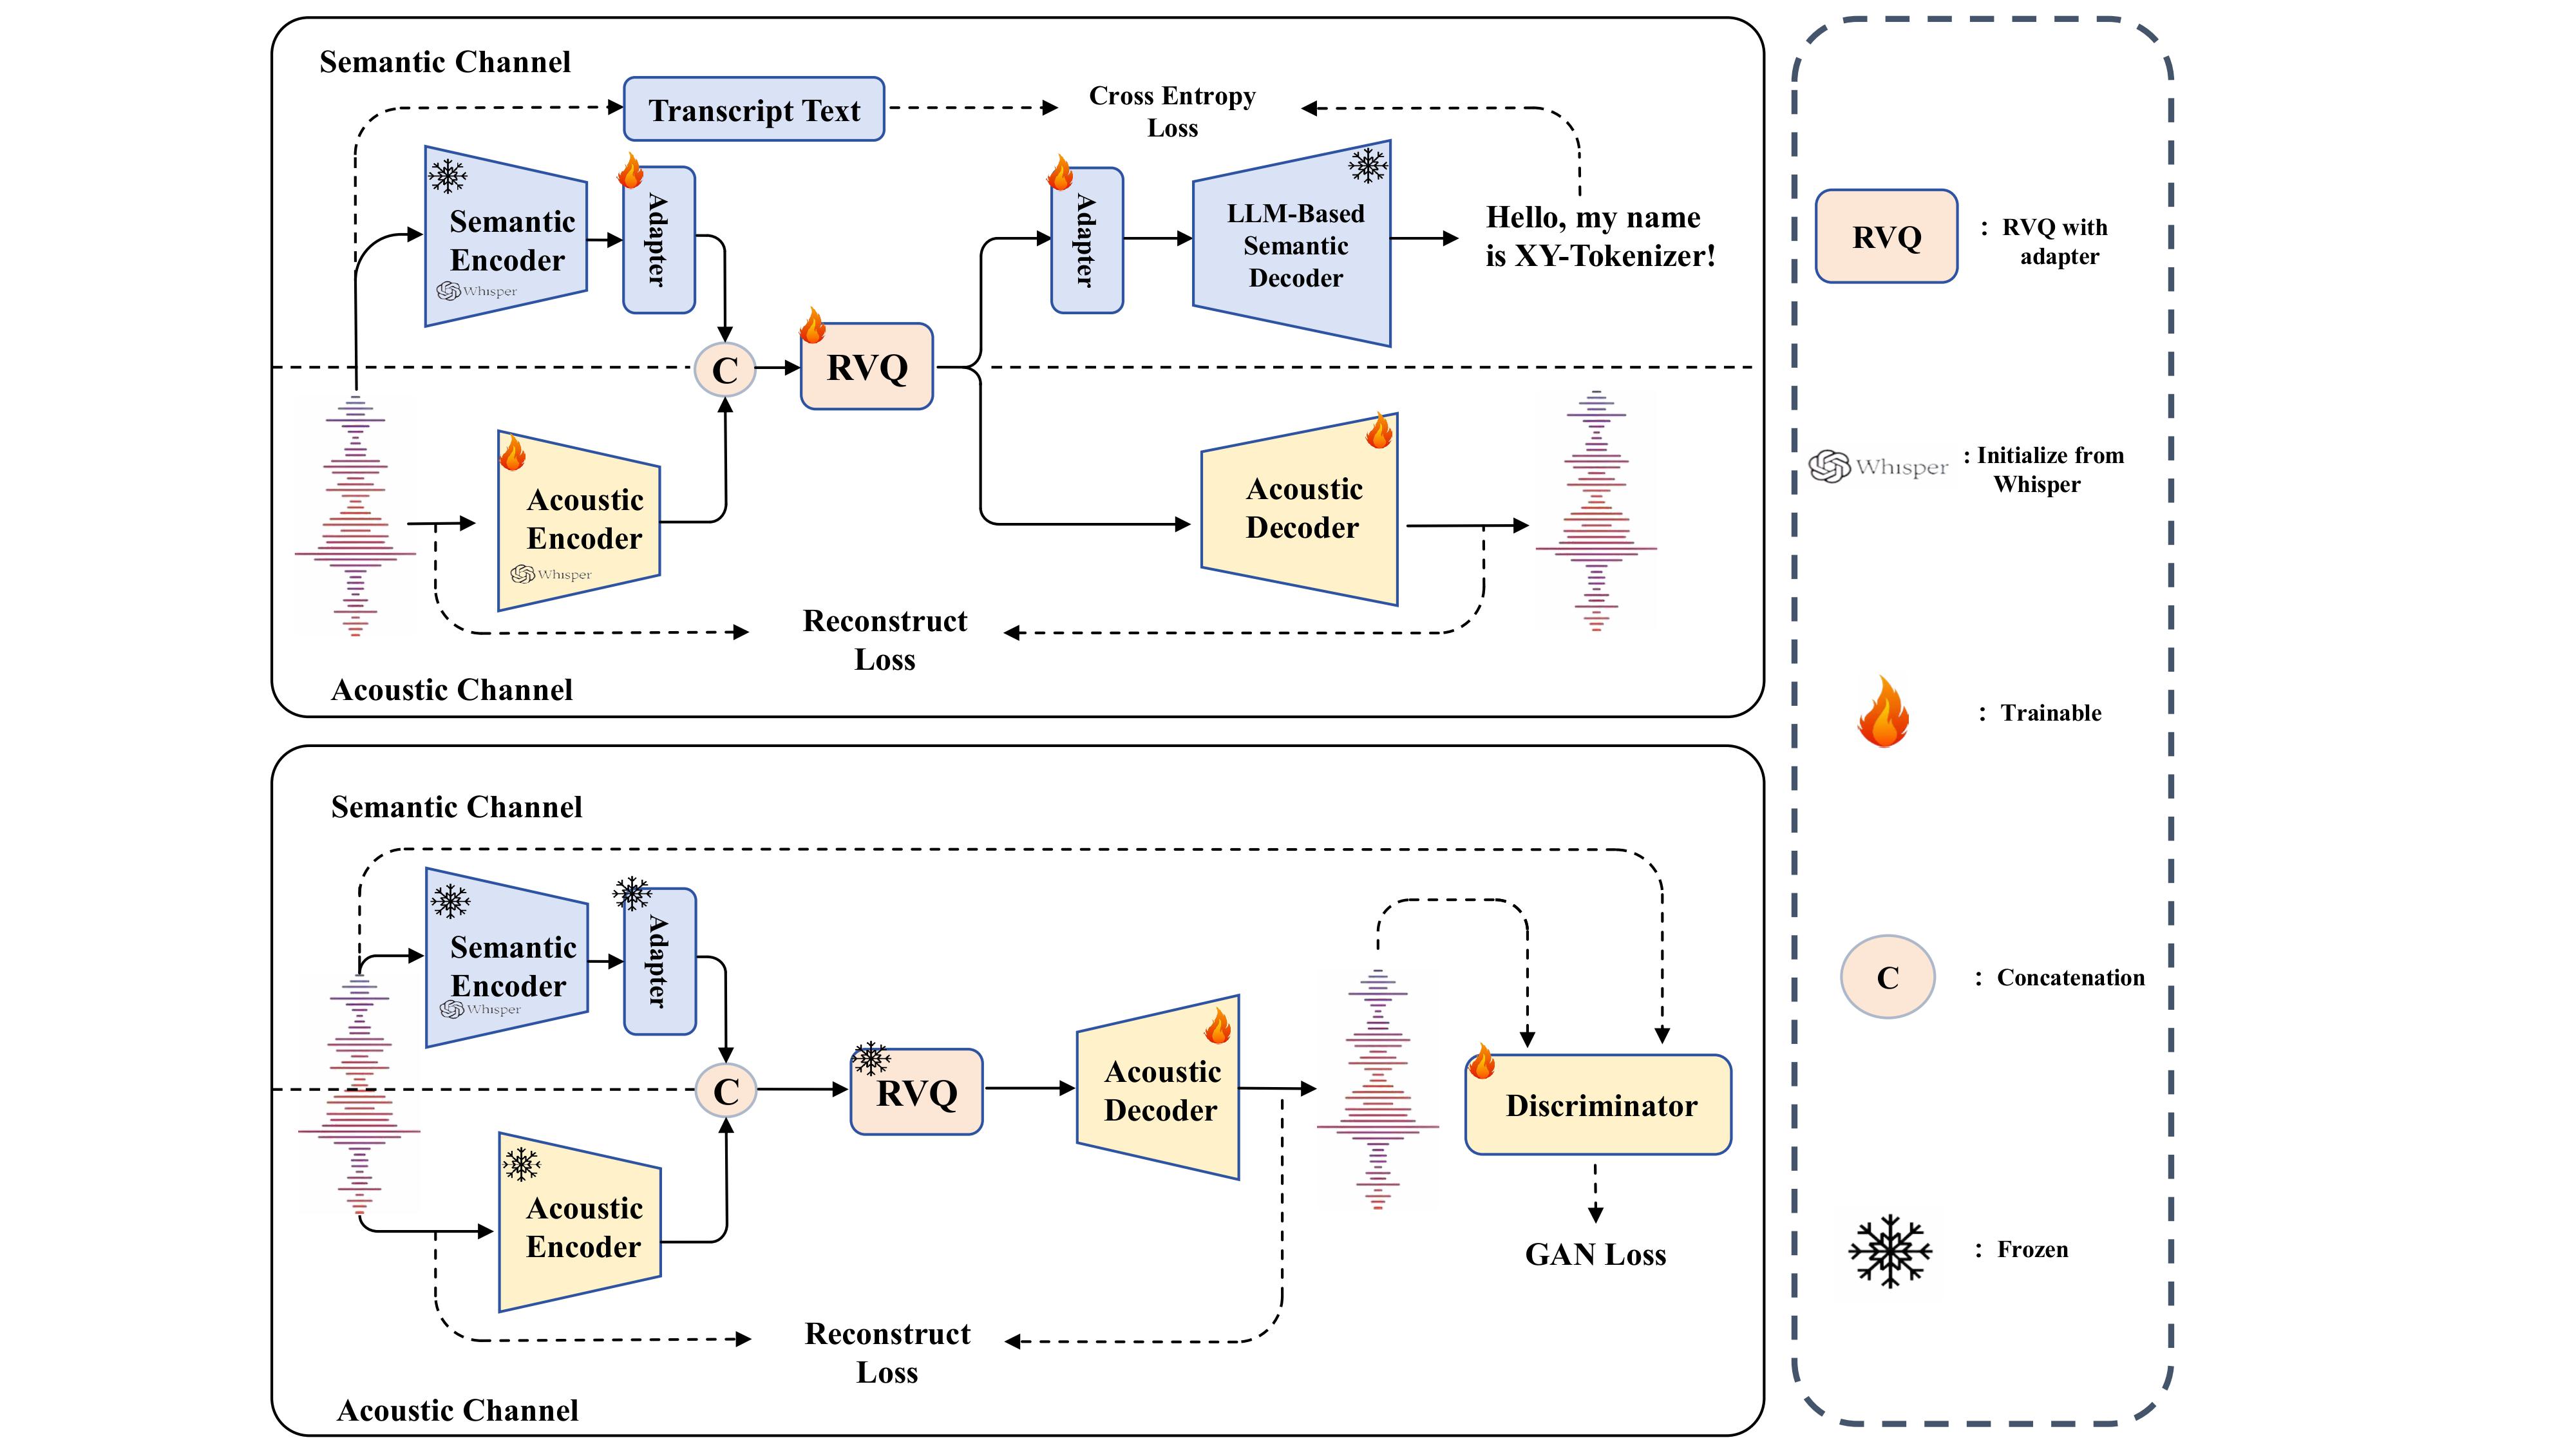 Semantic Channel
Transcript Text
Cross Entropy
Loss
Semantic
Encoder
Whisper
Adapter
Adapter
LLM-Based
Semantic
Decoder
Hello, my name
is XY-Tokenizer!
C
RVQ
Acoustic
Encoder
Whisper
Acoustic
Decoder
Reconstruct
Loss
Acoustic Channel
Semantic Channel
Semantic
Encoder
Whisper
Adapter
C
RVQ
Acoustic
Decoder
Discriminator
Acoustic
Encoder
GAN Loss
Reconstruct
Loss
Acoustic Channel
RVQ : RVQ with
adapter
Whisper : Initialize from
Whisper
: Trainable
C : Concatenation
: Frozen